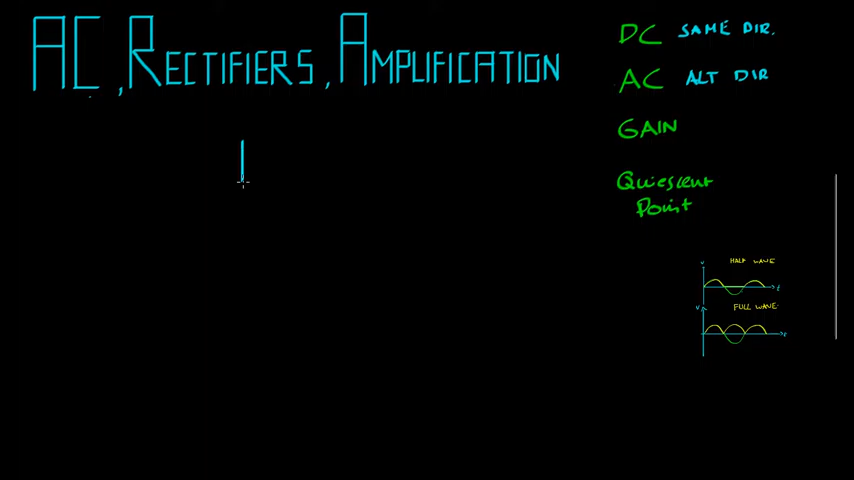 AC, RECTIFIERS, AMPLIFICATION
DC SAME DIR.
AC ALT DIR
GAIN
Quiescent
Point
V
HALF WAVE
t
V
FULL WAVE
t